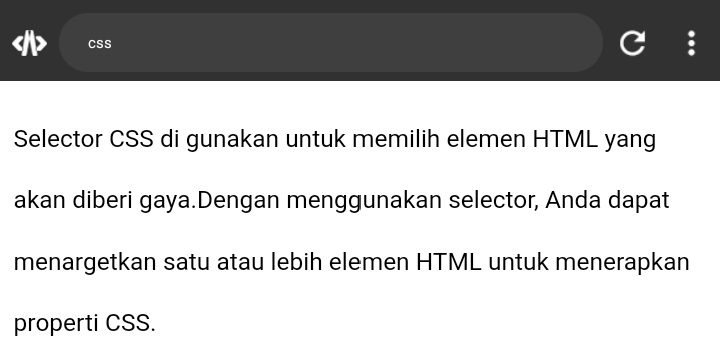 css
Selector CSS di gunakan untuk memilih elemen HTML yang
akan diberi gaya.Dengan menggunakan selector, Anda dapat
menargetkan satu atau lebih elemen HTML untuk menerapkan
properti CSS.